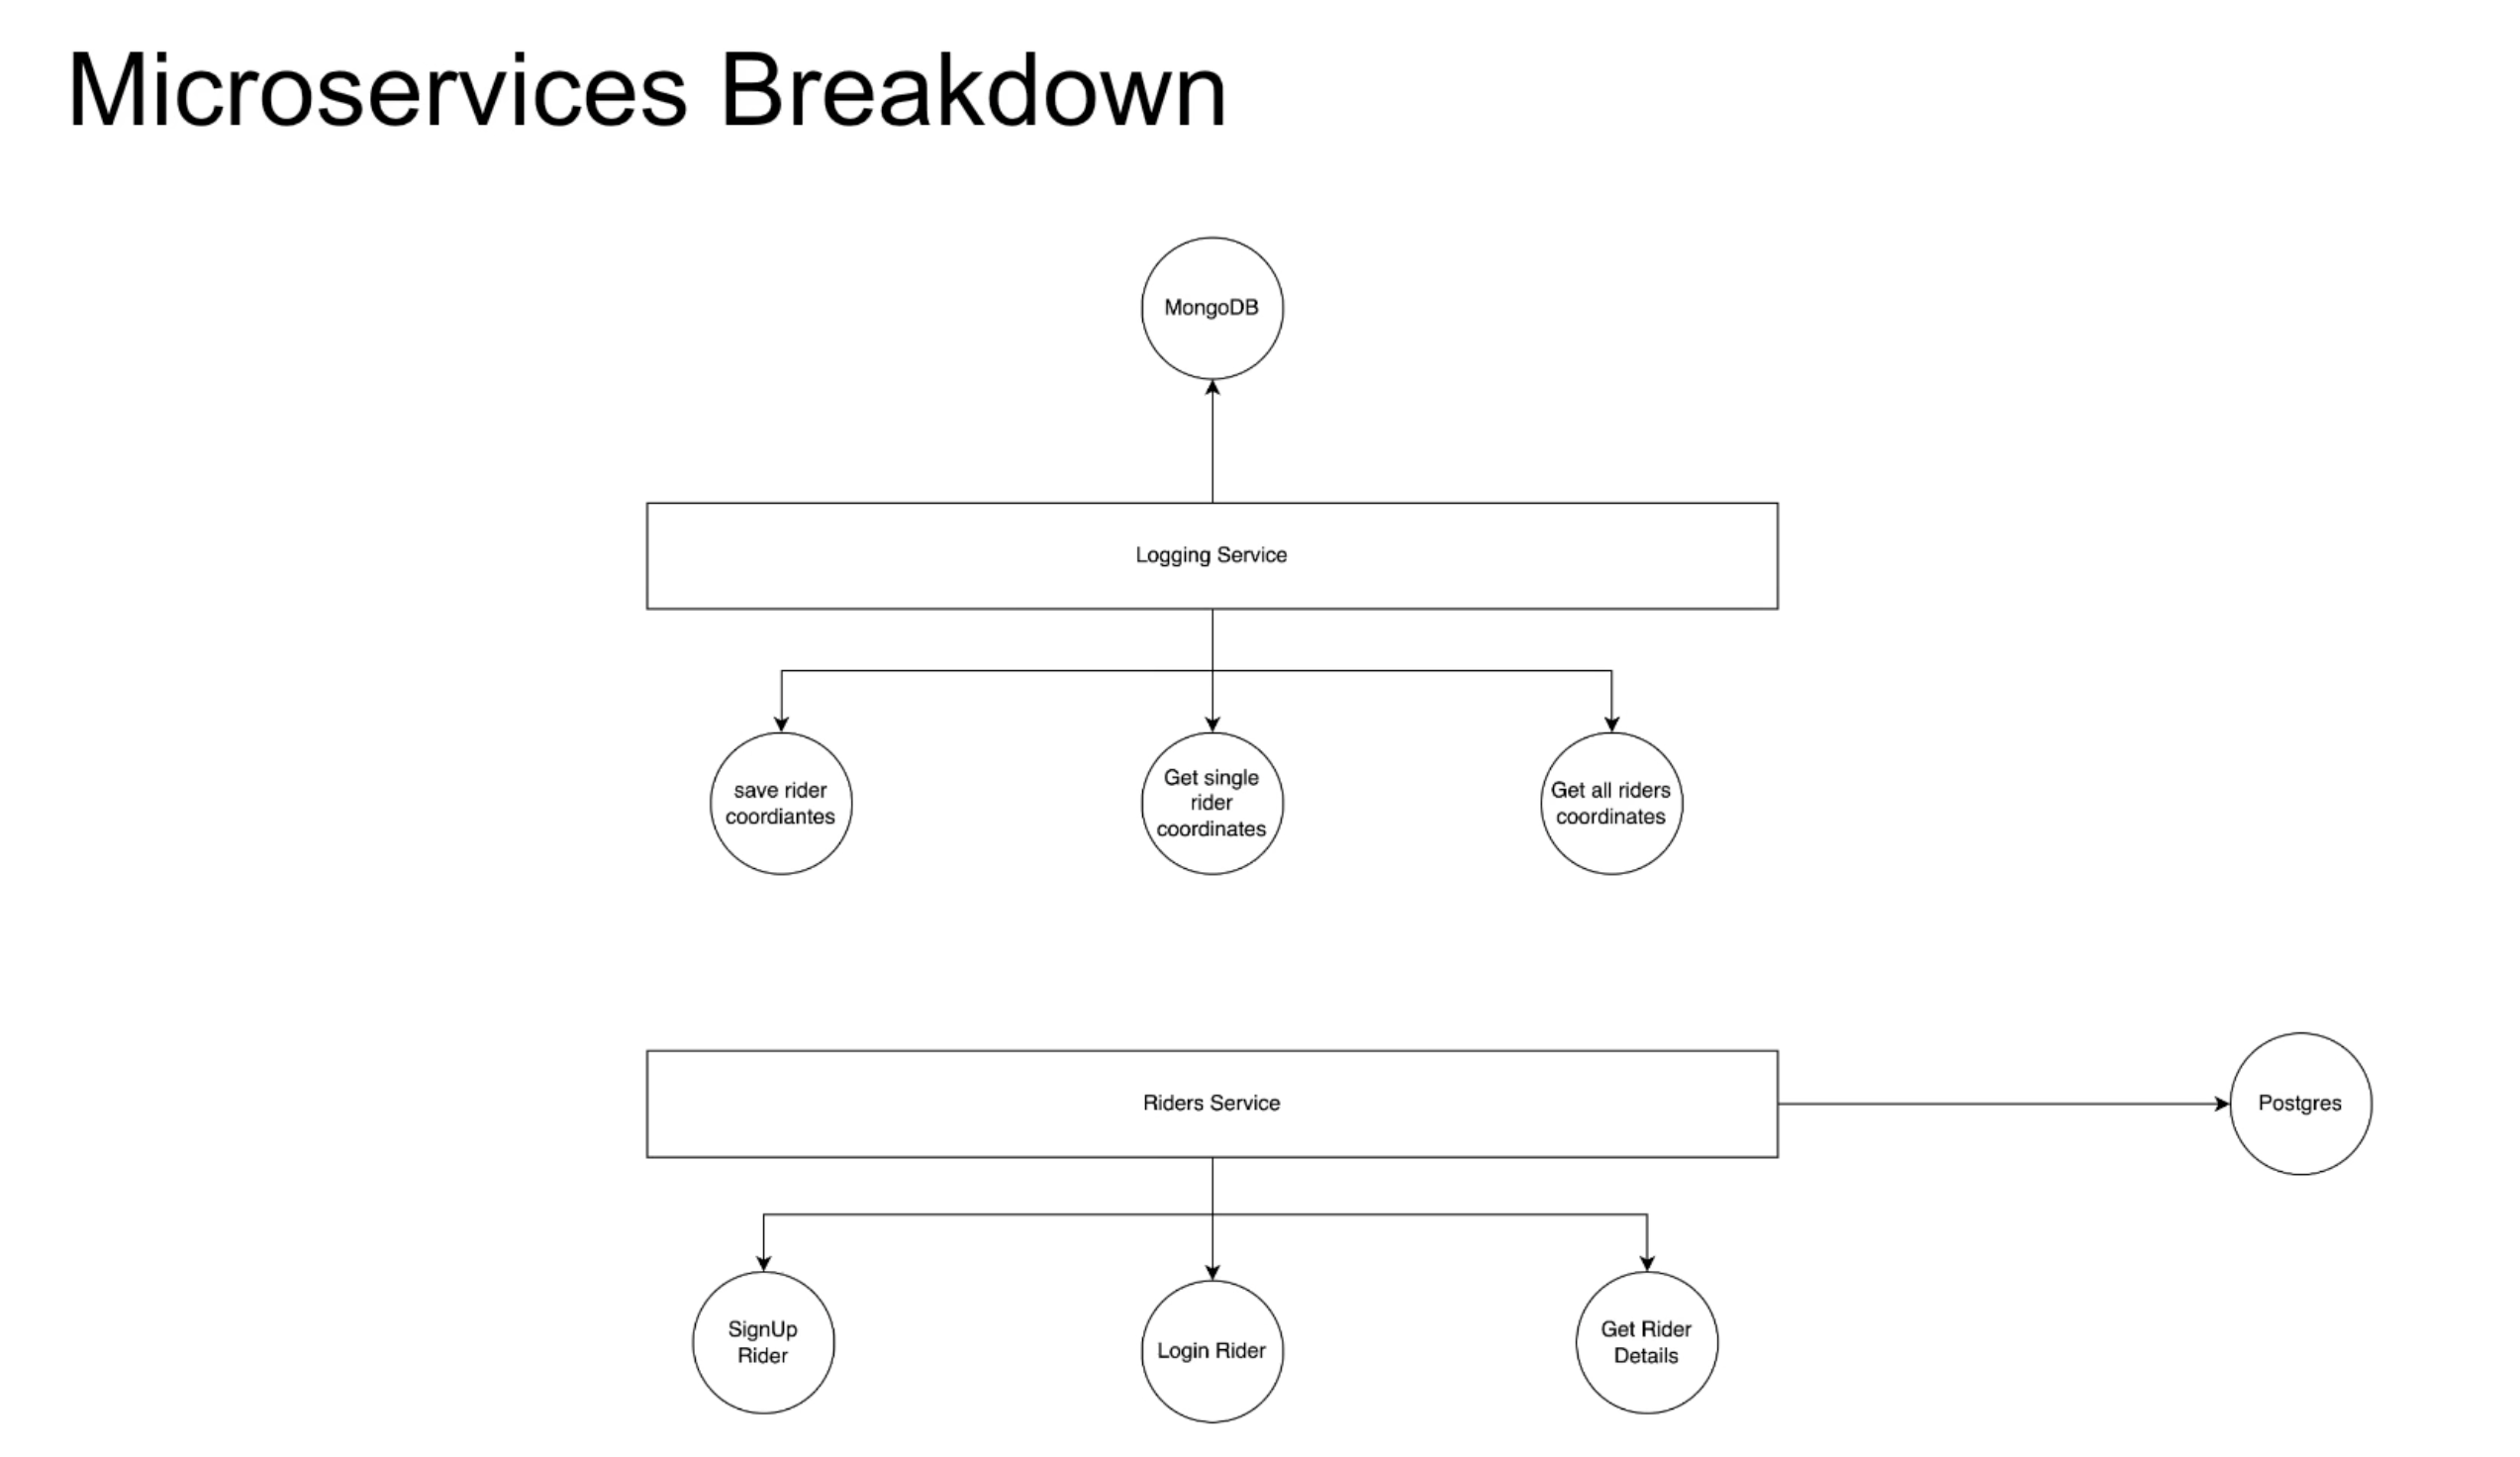 Microservices Breakdown
MongoDB
Logging Service
save rider
coordiantes
Get single
rider
coordinates
Get all riders
coordinates
Riders Service
Postgres
SignUp
Rider
Login Rider
Get Rider
Details